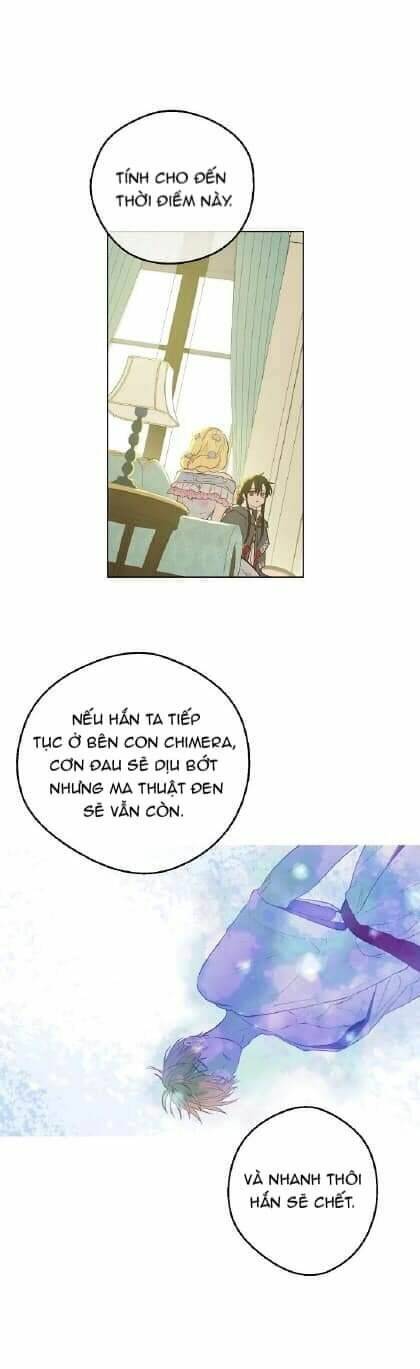 TÍNH CHO ĐẾN
THỜI ĐIỂM NÀY.
NẾU HẮN TA TIẾP
TỤC Ở BÊN CON CHIMERA,
CƠN ĐAU SẼ DỊU BỚT
NHƯNG MA THUẬT ĐEN
SẼ VẪN CÒN.
VÀ NHANH THÔI
HẮN SẼ CHẾT.